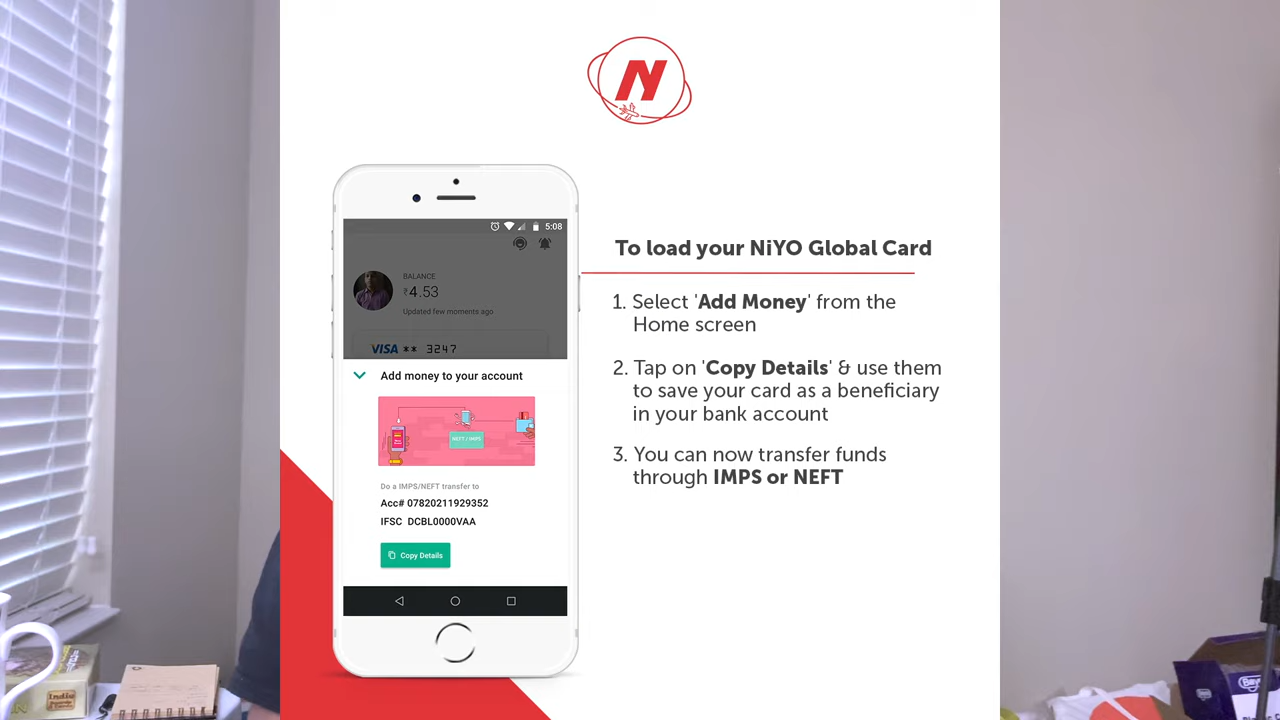 N
5:08
BALANCE
₹4.53
Updated few moments ago
VISA ** 3247
Add money to your account
NEFT / IMPS
Do a IMPS/NEFT transfer to
Acc# 07820211929352
IFSC DCBL0000VAA
Copy Details
To load your NiYO Global Card
1. Select 'Add Money' from the
Home screen
2. Tap on 'Copy Details' & use them
to save your card as a beneficiary
in your bank account
3. You can now transfer funds
through IMPS or NEFT
India